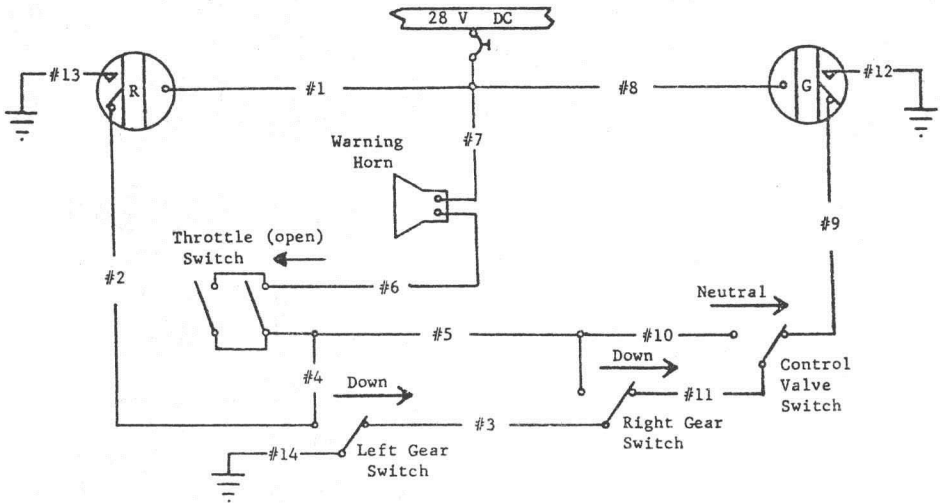 28 V DC
#13
R
#1
#8
G
#12
#7
Warning
Horn
#9
Throttle (open)
Switch
#2
#6
Neutral
#5
#10
#4
Down
Down
#11
Control
Valve
Switch
#3
Right Gear
Switch
#14
Left Gear
Switch